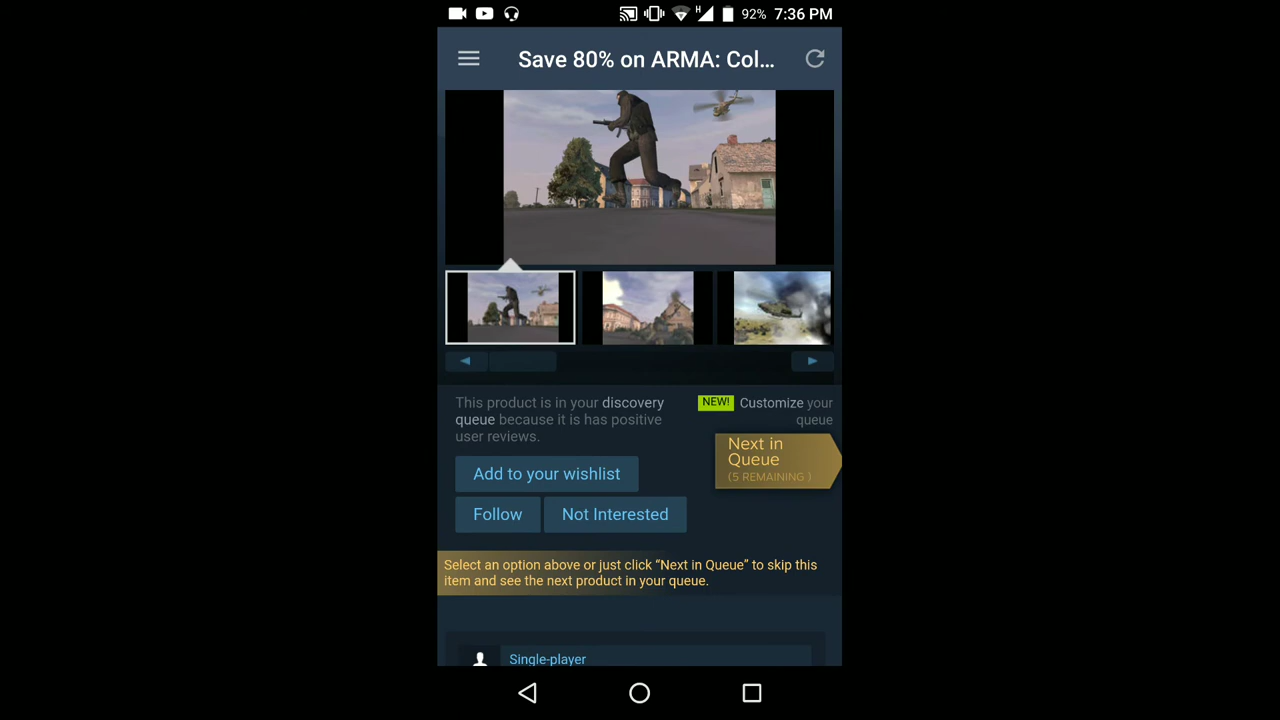 H 92% 7:36 PM
Save 80% on ARMA: Col...
This product is in your discovery
queue because it is has positive
user reviews.
NEW! Customize your
queue
Next in
Queue
(5 REMAINING )
Add to your wishlist
Follow Not Interested
Select an option above or just click “Next in Queue” to skip this
item and see the next product in your queue.
Single-player